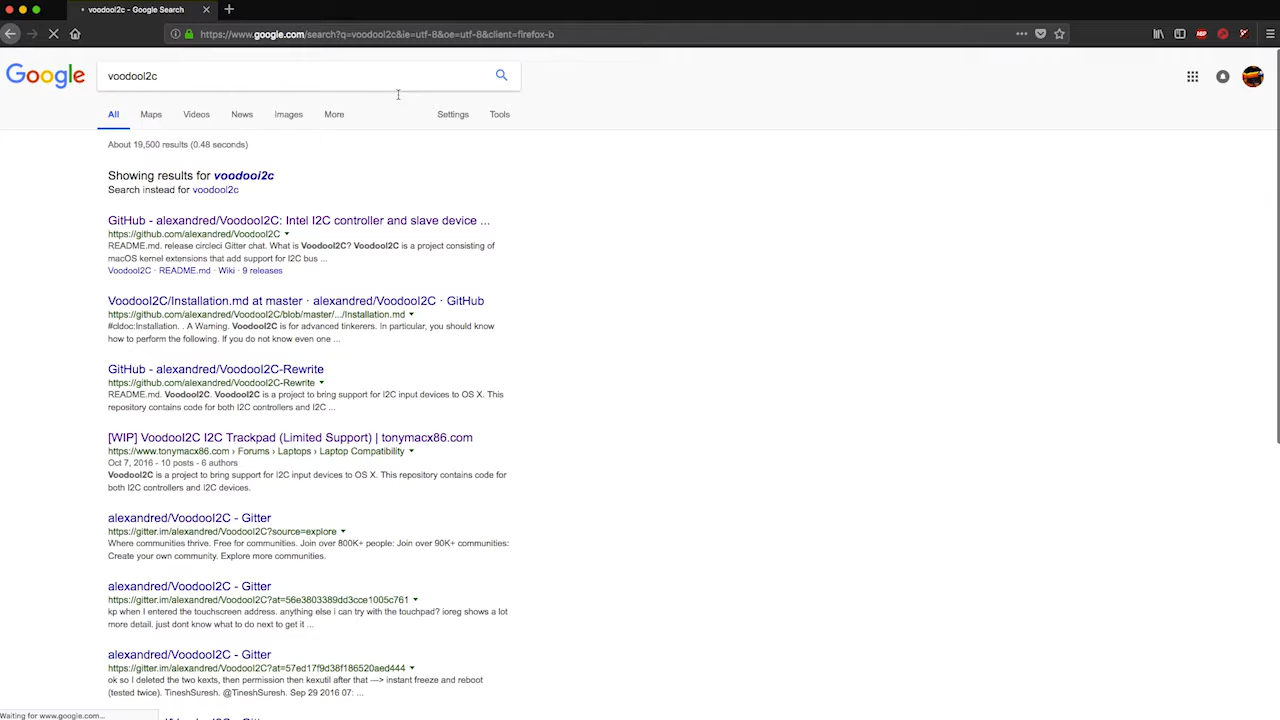 voodool2c - Google Search
https://www.google.com/search?q=voodool2c&ie=utf-8&oe=utf-8&client=firefox-b
ABP
Google
voodool2c
All Maps Videos News Images More Settings Tools
About 19,500 results (0.48 seconds)
Showing results for voodooi2c
Search instead for voodool2c
GitHub - alexandred/VoodooI2C: Intel I2C controller and slave device ...
https://github.com/alexandred/VoodooI2C
README.md. release circleci Gitter chat. What is VoodooI2C? VoodooI2C is a project consisting of
macOS kernel extensions that add support for I2C bus ...
VoodooI2C · README.md · Wiki · 9 releases
VoodooI2C/Installation.md at master · alexandred/VoodooI2C · GitHub
https://github.com/alexandred/VoodooI2C/blob/master/.../Installation.md
#cldoc:Installation. . A Warning. VoodooI2C is for advanced tinkerers. In particular, you should know
how to perform the following. If you do not know even one ...
GitHub - alexandred/VoodooI2C-Rewrite
https://github.com/alexandred/VoodooI2C-Rewrite
README.md. VoodooI2C. VoodooI2C is a project to bring support for I2C input devices to OS X. This
repository contains code for both I2C controllers and I2C ...
[WIP] VoodooI2C I2C Trackpad (Limited Support) | tonymacx86.com
https://www.tonymacx86.com › Forums › Laptops › Laptop Compatibility
Oct 7, 2016 - 10 posts - 6 authors
VoodooI2C is a project to bring support for I2C input devices to OS X. This repository contains code for
both I2C controllers and I2C devices.
alexandred/VoodooI2C - Gitter
https://gitter.im/alexandred/VoodooI2C?source=explore
Where communities thrive. Free for communities. Join over 800K+ people: Join over 90K+ communities:
Create your own community. Explore more communities.
alexandred/VoodooI2C - Gitter
https://gitter.im/alexandred/VoodooI2C?at=56e3803389dd3cce1005c761
kp when I entered the touchscreen address. anything else i can try with the touchpad? ioreg shows a lot
more detail. just dont know what to do next to get it ...
alexandred/VoodooI2C - Gitter
https://gitter.im/alexandred/VoodooI2C?at=57ed17f9d38f186520aed444
ok so I deleted the two kexts, then permission then kexutil after that ---> instant freeze and reboot
(tested twice). TineshSuresh. @TineshSuresh. Sep 29 2016 07: ...
Waiting for www.google.com...